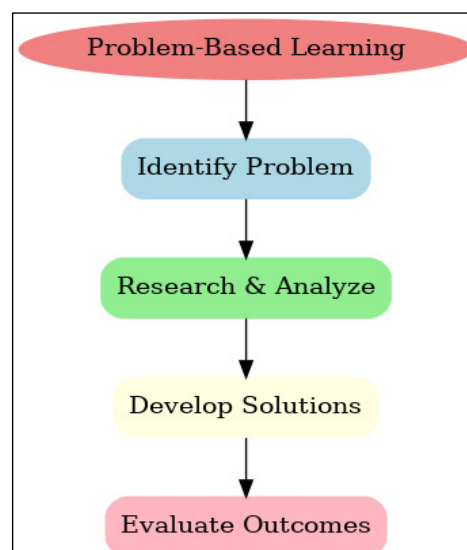 Problem-Based Learning
Identify Problem
Research & Analyze
Develop Solutions
Evaluate Outcomes